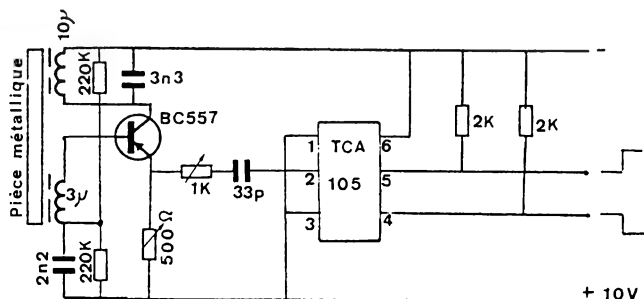 10µ
220K
3n3
Pièce métallique
BC557
2K
2K
1
TCA
6
1K
33p
2
105
5
3µ
3
4
500Ω
2n2
220K
–
+ 10V